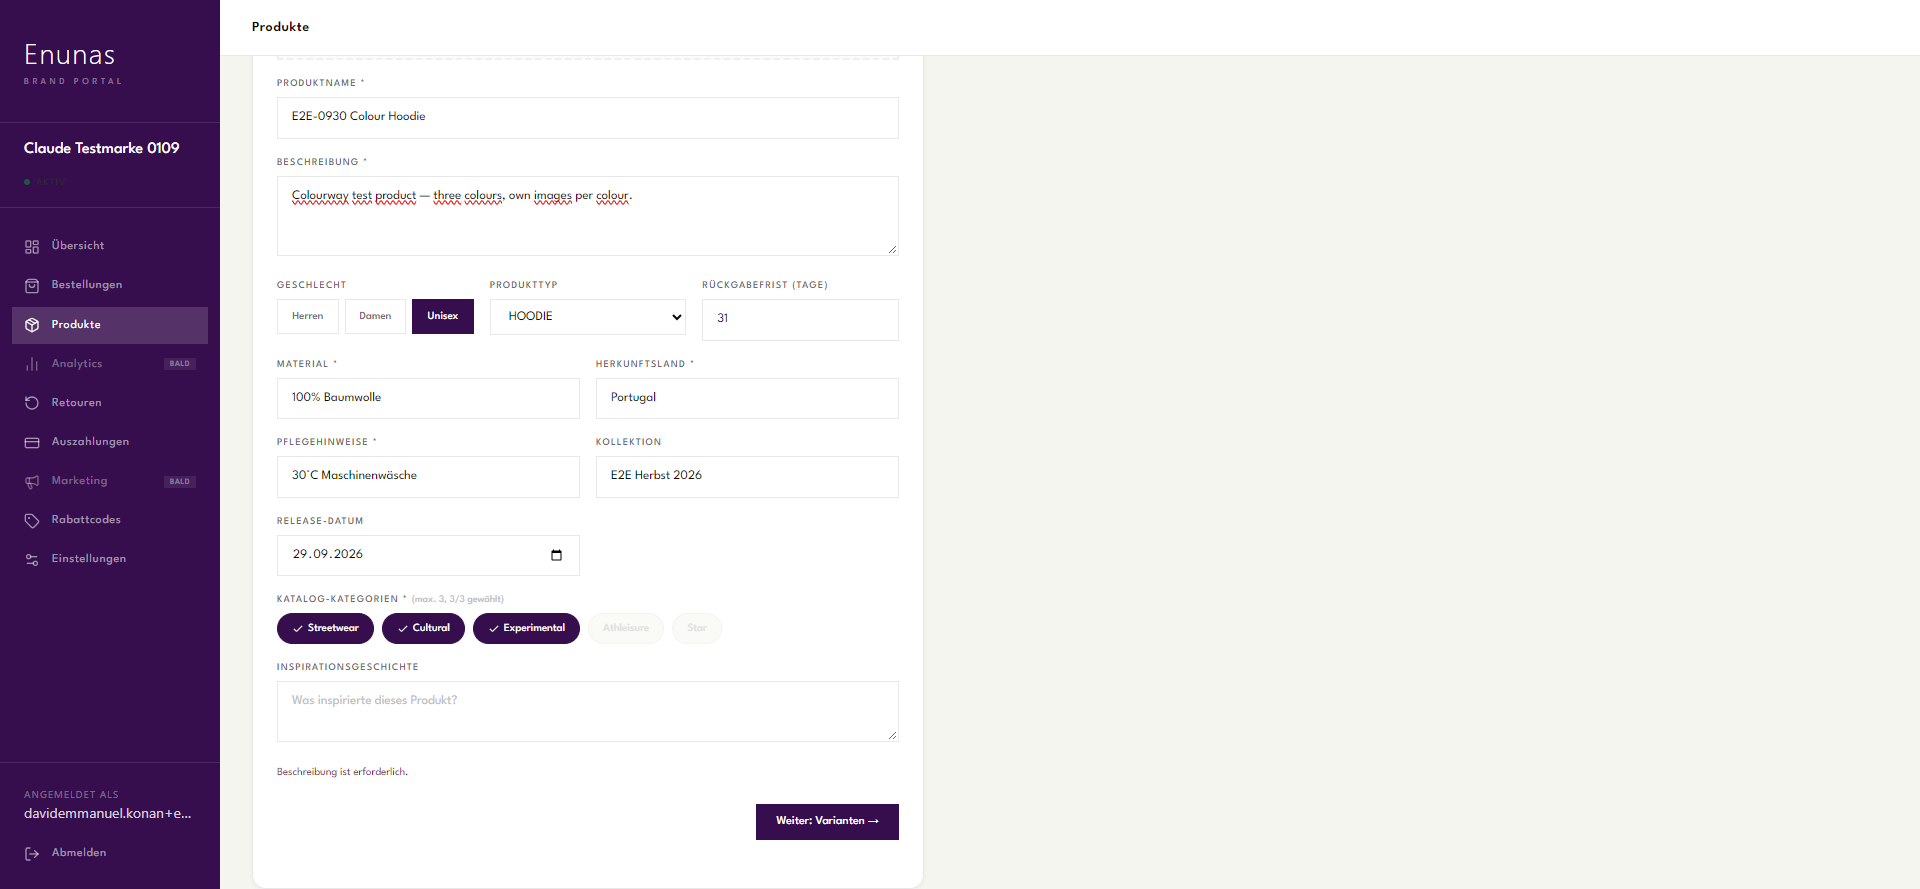 Enunas
BRAND PORTAL
Claude Testmarke 0109
AKTIV
Übersicht
Bestellungen
Produkte
Analytics BALD
Retouren
Auszahlungen
Marketing BALD
Rabattcodes
Einstellungen
ANGEMELDET ALS
davidemmanuel.konan+e...
Abmelden
Produkte
PRODUKTNAME *
E2E-0930 Colour Hoodie
BESCHREIBUNG *
Colourway test product — three colours, own images per colour.
GESCHLECHT PRODUKTTYP RÜCKGABEFRIST (TAGE)
Herren Damen Unisex HOODIE 31
MATERIAL * HERKUNFTSLAND *
100% Baumwolle Portugal
PFLEGEHINWEISE * KOLLEKTION
30°C Maschinenwäsche E2E Herbst 2026
RELEASE-DATUM
29.09.2026
KATALOG-KATEGORIEN * (max. 3, 3/3 gewählt)
✓ Streetwear ✓ Cultural ✓ Experimental Athleisure Star
INSPIRATIONSGESCHICHTE
Was inspirierte dieses Produkt?
Beschreibung ist erforderlich.
Weiter: Varianten →